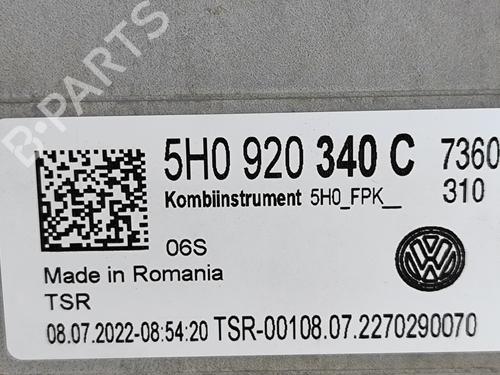 B-PARTS
5H0 920 340 C 7360
Kombiinstrument 5H0_FPK__ 310
06S
Made in Romania
TSR
08.07.2022-08:54:20 TSR-00108.07.2270290070